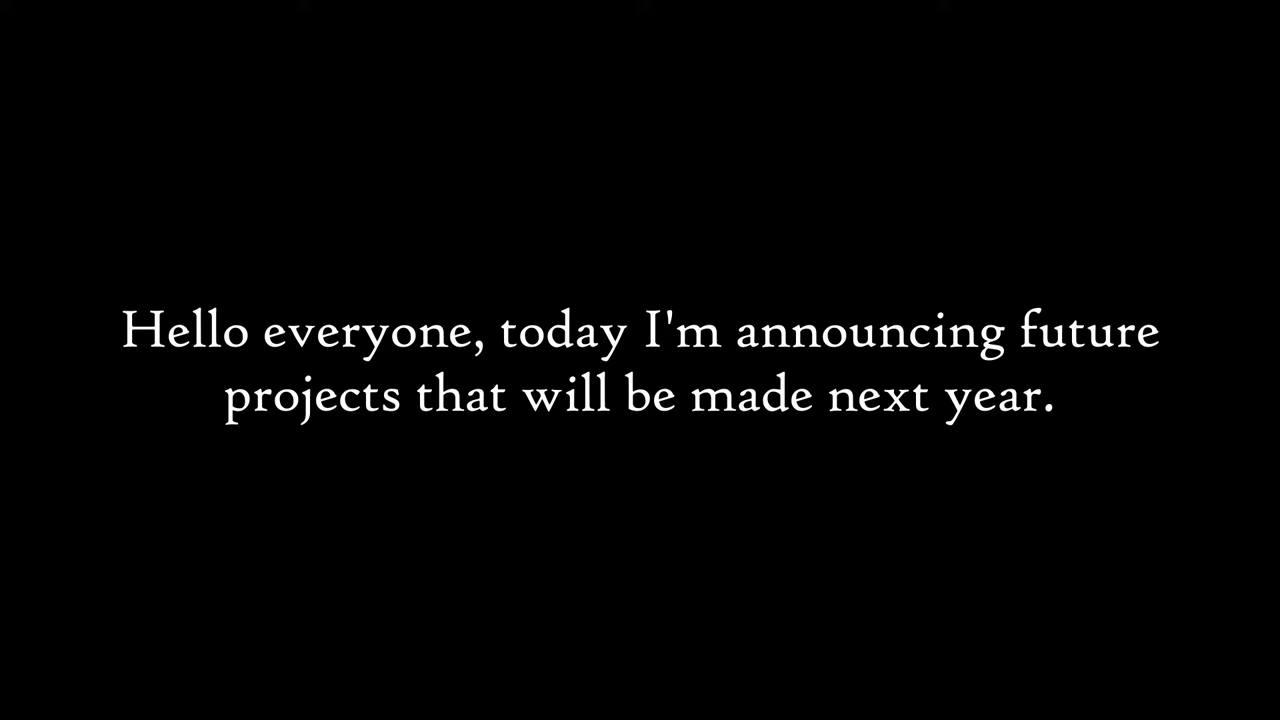 Hello everyone, today I'm announcing future
projects that will be made next year.